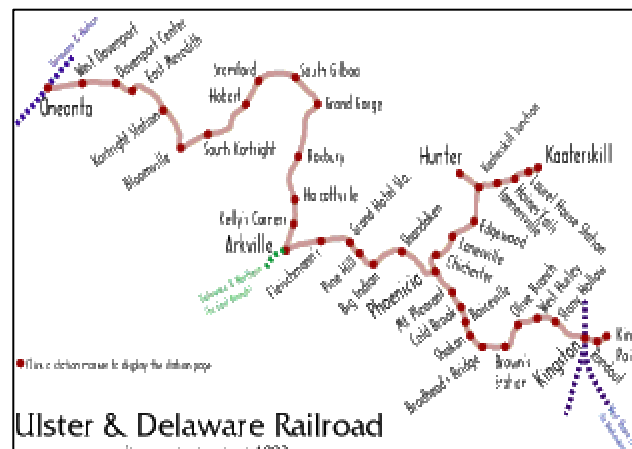 West Davenport
Davenport Center
East Meredith
Oneonta
Kortright Station
Bloomville
South Kortright
Hobart
Stamford
South Gilboa
Grand Gorge
Roxbury
Halcottville
Kelly's Corners
Arkville
Fleischmann's
Pine Hill
Grand Hotel Sta.
Big Indian
Shandaken
Phoenicia
Hunter
Kaaterskill Junction
Kaaterskill
Tannersville
Haines Falls
Laurel House Station
Edgewood
Lanesville
Chichester
Mt. Pleasant
Cold Brook
Boiceville
Shokan
Brodhead's Bridge
Brown's
Station
Olive Branch
West Hurley
Stony Hollow
Kingston
Rondout
Ulster & Delaware Railroad